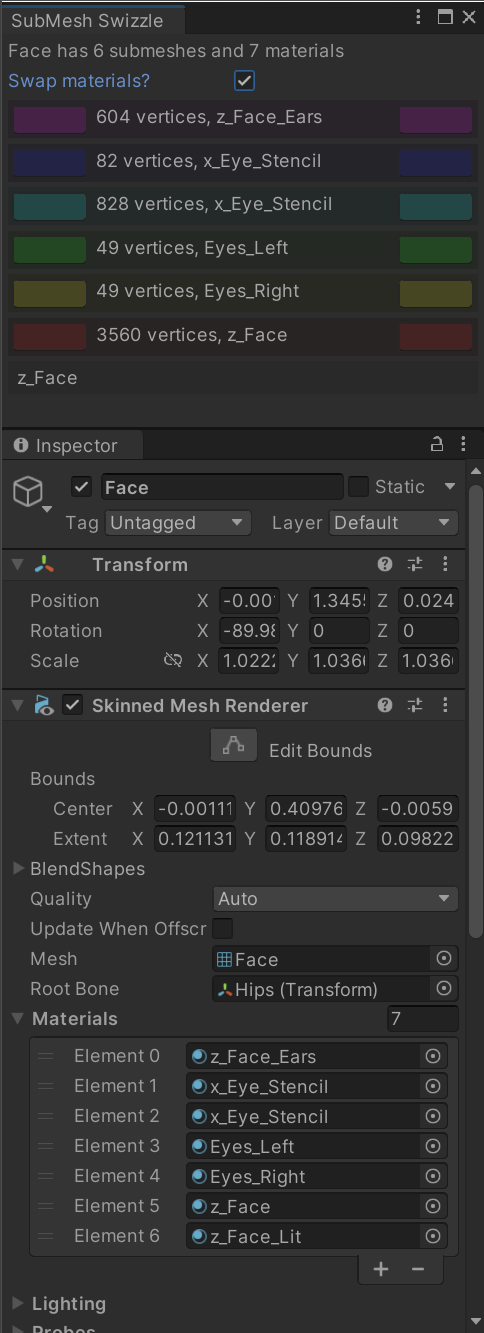 SubMesh Swizzle
Face has 6 submeshes and 7 materials
Swap materials?
604 vertices, z_Face_Ears
82 vertices, x_Eye_Stencil
828 vertices, x_Eye_Stencil
49 vertices, Eyes_Left
49 vertices, Eyes_Right
3560 vertices, z_Face
z_Face
Inspector
Face Static
Tag Untagged Layer Default
Transform
Position X -0.001 Y 1.345 Z 0.024
Rotation X -89.98 Y 0 Z 0
Scale X 1.0222 Y 1.036 Z 1.036
Skinned Mesh Renderer
Edit Bounds
Bounds
Center X -0.00111 Y 0.40976 Z -0.0059
Extent X 0.121131 Y 0.118914 Z 0.09822
BlendShapes
Quality Auto
Update When Offscr
Mesh Face
Root Bone Hips (Transform)
Materials 7
Element 0 z_Face_Ears
Element 1 x_Eye_Stencil
Element 2 x_Eye_Stencil
Element 3 Eyes_Left
Element 4 Eyes_Right
Element 5 z_Face
Element 6 z_Face_Lit
Lighting
Probes